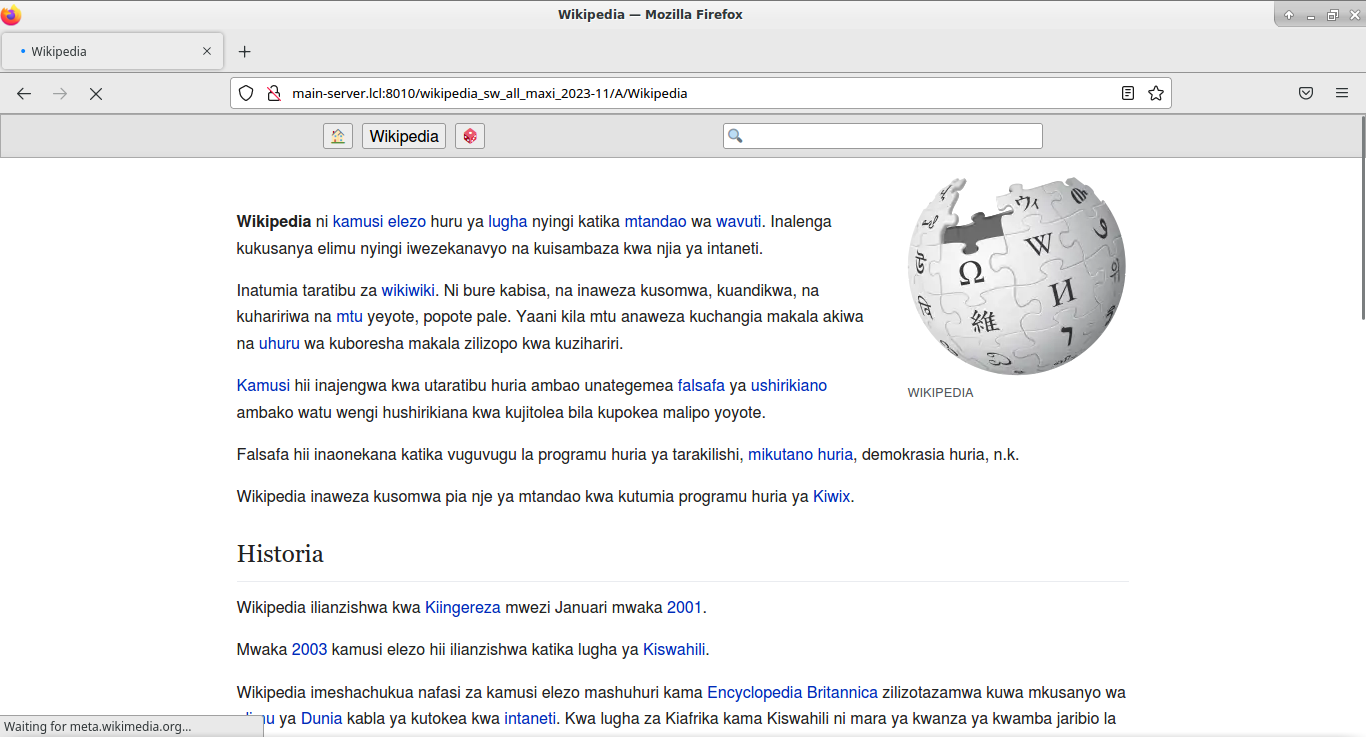 Wikipedia — Mozilla Firefox
Wikipedia
main-server.lcl:8010/wikipedia_sw_all_maxi_2023-11/A/Wikipedia
Wikipedia
Wikipedia ni kamusi elezo huru ya lugha nyingi katika mtandao wa wavuti. Inalenga
kukusanya elimu nyingi iwezekanavyo na kuisambaza kwa njia ya intaneti.
Inatumia taratibu za wikiwiki. Ni bure kabisa, na inaweza kusomwa, kuandikwa, na
kuhaririwa na mtu yeyote, popote pale. Yaani kila mtu anaweza kuchangia makala akiwa
na uhuru wa kuboresha makala zilizopo kwa kuzihariri.
Kamusi hii inajengwa kwa utaratibu huria ambao unategemea falsafa ya ushirikiano
ambako watu wengi hushirikiana kwa kujitolea bila kupokea malipo yoyote.
Ω W И 維 ウィ 7
WIKIPEDIA
Falsafa hii inaonekana katika vuguvugu la programu huria ya tarakilishi, mikutano huria, demokrasia huria, n.k.
Wikipedia inaweza kusomwa pia nje ya mtandao kwa kutumia programu huria ya Kiwix.
Historia
Wikipedia ilianzishwa kwa Kiingereza mwezi Januari mwaka 2001.
Mwaka 2003 kamusi elezo hii ilianzishwa katika lugha ya Kiswahili.
Wikipedia imeshachukua nafasi za kamusi elezo mashuhuri kama Encyclopedia Britannica zilizotazamwa kuwa mkusanyo wa
ya Dunia kabla ya kutokea kwa intaneti. Kwa lugha za Kiafrika kama Kiswahili ni mara ya kwanza ya kwamba jaribio la
Waiting for meta.wikimedia.org...